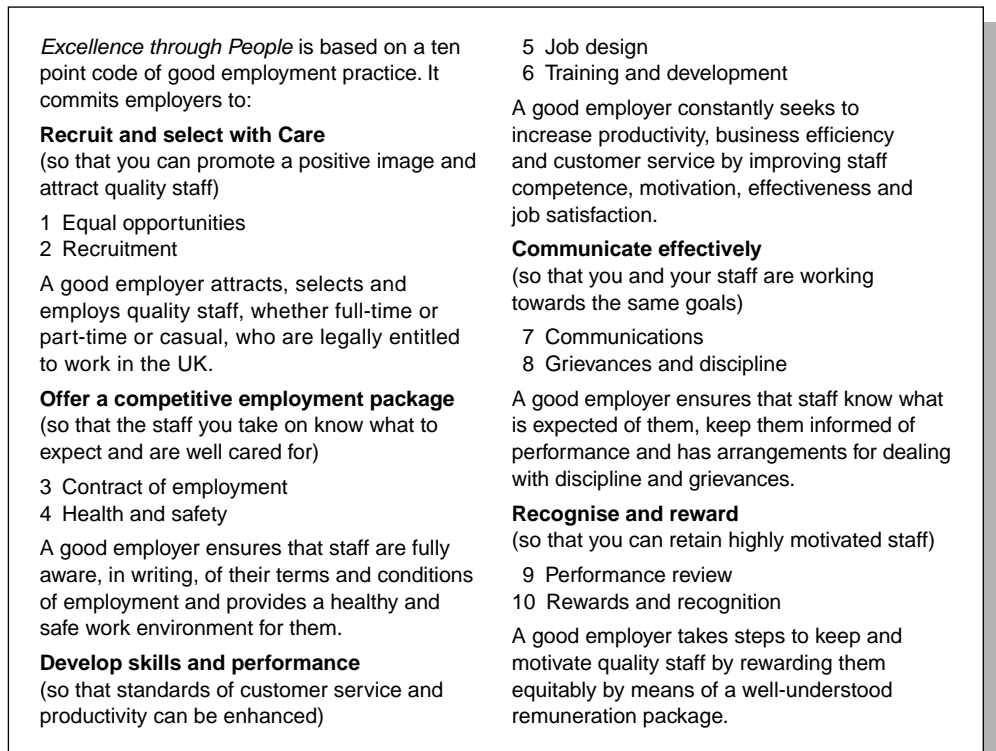 Excellence through People is based on a ten
point code of good employment practice. It
commits employers to:
Recruit and select with Care
(so that you can promote a positive image and
attract quality staff)
1 Equal opportunities
2 Recruitment
A good employer attracts, selects and
employs quality staff, whether full-time or
part-time or casual, who are legally entitled
to work in the UK.
Offer a competitive employment package
(so that the staff you take on know what to
expect and are well cared for)
3 Contract of employment
4 Health and safety
A good employer ensures that staff are fully
aware, in writing, of their terms and conditions
of employment and provides a healthy and
safe work environment for them.
Develop skills and performance
(so that standards of customer service and
productivity can be enhanced)
5 Job design
6 Training and development
A good employer constantly seeks to
increase productivity, business efficiency
and customer service by improving staff
competence, motivation, effectiveness and
job satisfaction.
Communicate effectively
(so that you and your staff are working
towards the same goals)
7 Communications
8 Grievances and discipline
A good employer ensures that staff know what
is expected of them, keep them informed of
performance and has arrangements for dealing
with discipline and grievances.
Recognise and reward
(so that you can retain highly motivated staff)
9 Performance review
10 Rewards and recognition
A good employer takes steps to keep and
motivate quality staff by rewarding them
equitably by means of a well-understood
remuneration package.